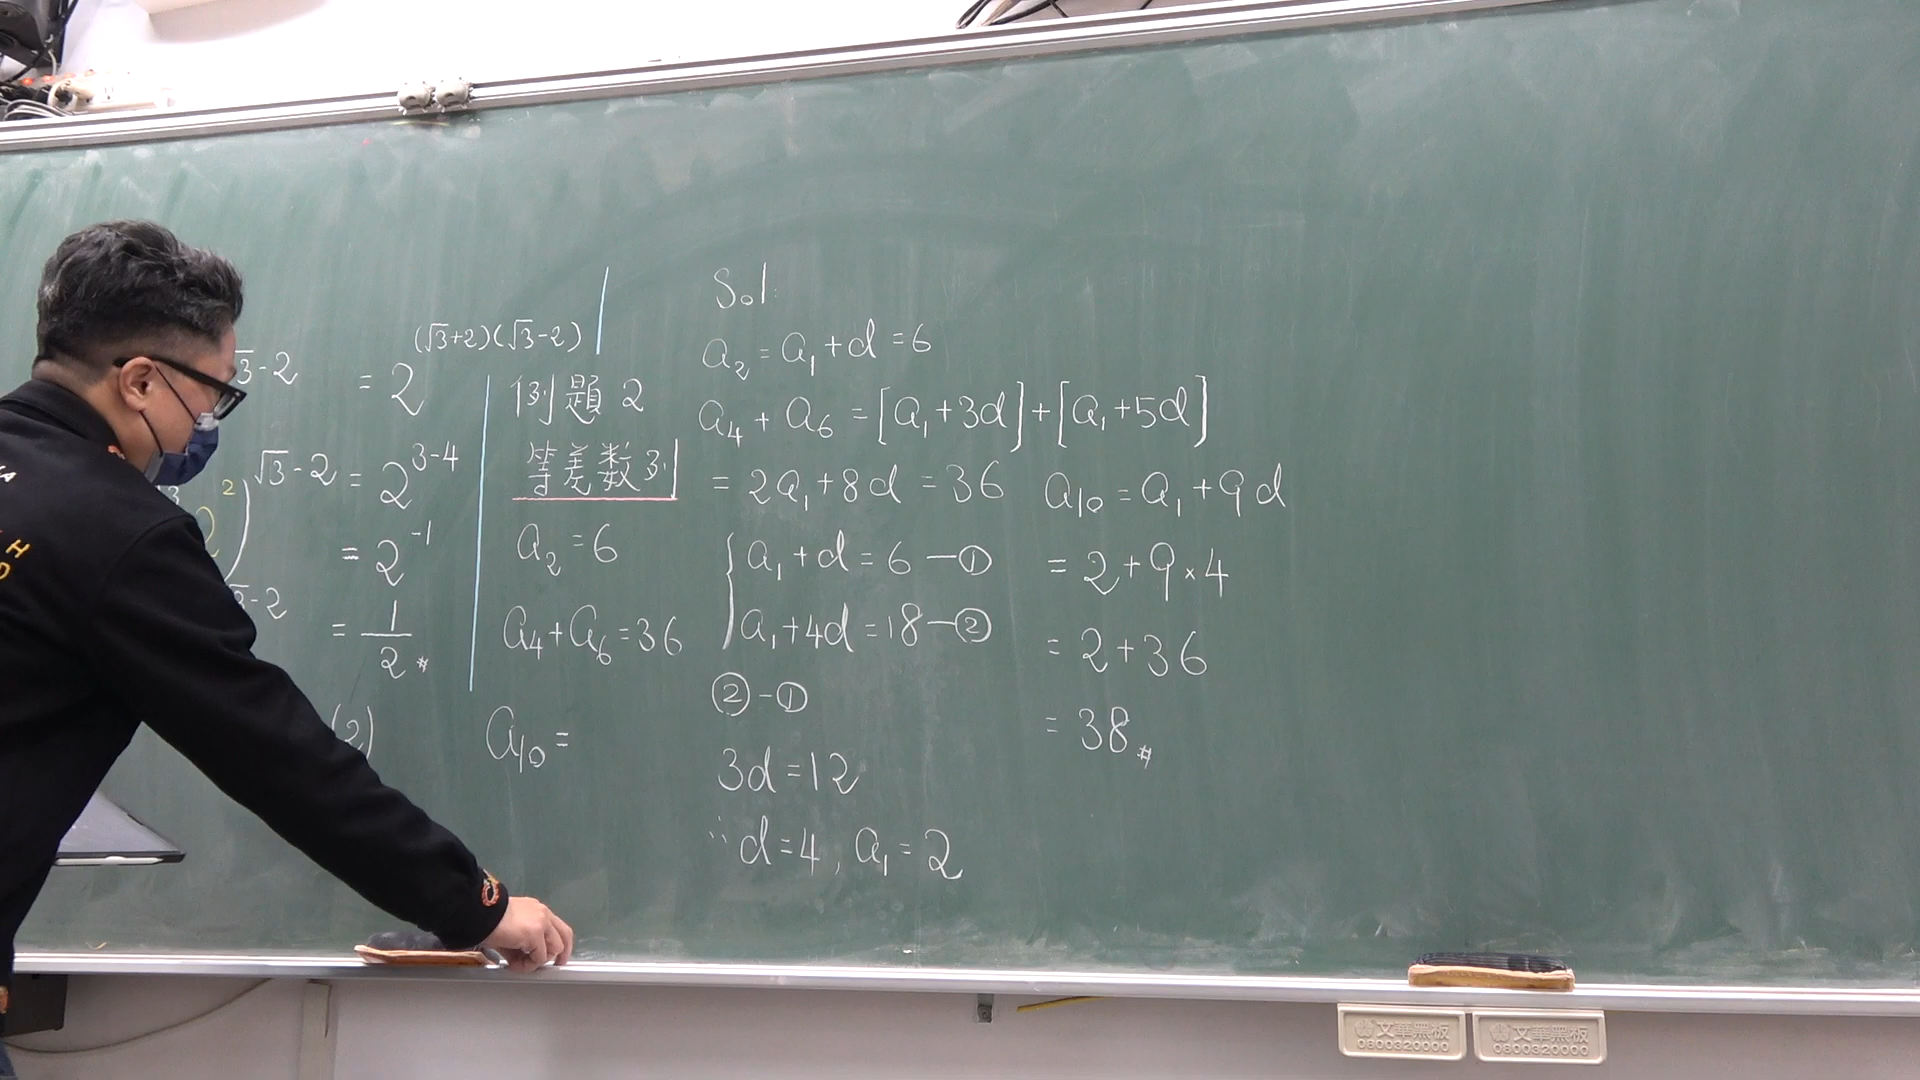 = 2^{(√3+2)(√3-2)}
√3-2 = 2^{3-4}
= 2^{-1}
= 1/2 #
(2)
例題 2
等差数列
a₂ = 6
a₄ + a₆ = 36
a₁₀ =
Sol:
a₂ = a₁ + d = 6
a₄ + a₆ = [a₁ + 3d] + [a₁ + 5d]
= 2a₁ + 8d = 36
{ a₁ + d = 6 —①
a₁ + 4d = 18 —②
② - ①
3d = 12
∴ d = 4, a₁ = 2
a₁₀ = a₁ + 9d
= 2 + 9 × 4
= 2 + 36
= 38 #
文華黑板
0800320000
文華黑板
0800320000